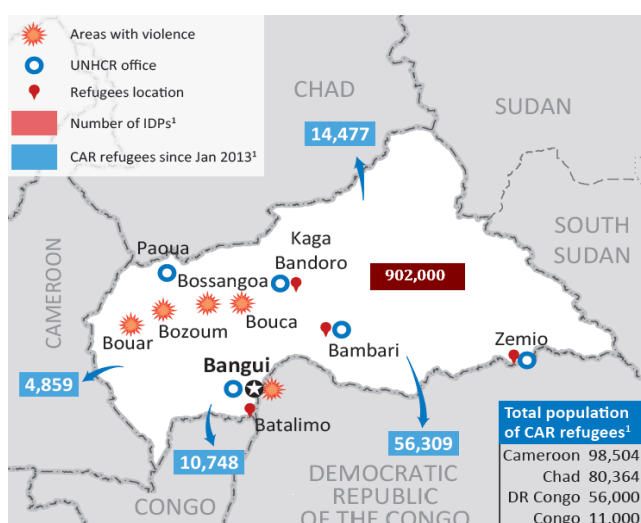 Areas with violence
UNHCR office
Refugees location
Number of IDPs¹
CAR refugees since Jan 2013¹
CHAD
14,477
SUDAN
SOUTH
SUDAN
CAMEROON
Paoua
Kaga
Bandoro
Bossangoa
902,000
Bouar
Bozoum
Bouca
Bambari
Zemio
Bangui
4,859
Batalimo
10,748
56,309
CONGO
DEMOCRATIC
REPUBLIC
OF THE CONGO
Total population
of CAR refugees¹
Cameroon 98,504
Chad 80,364
DR Congo 56,000
Congo 11,000